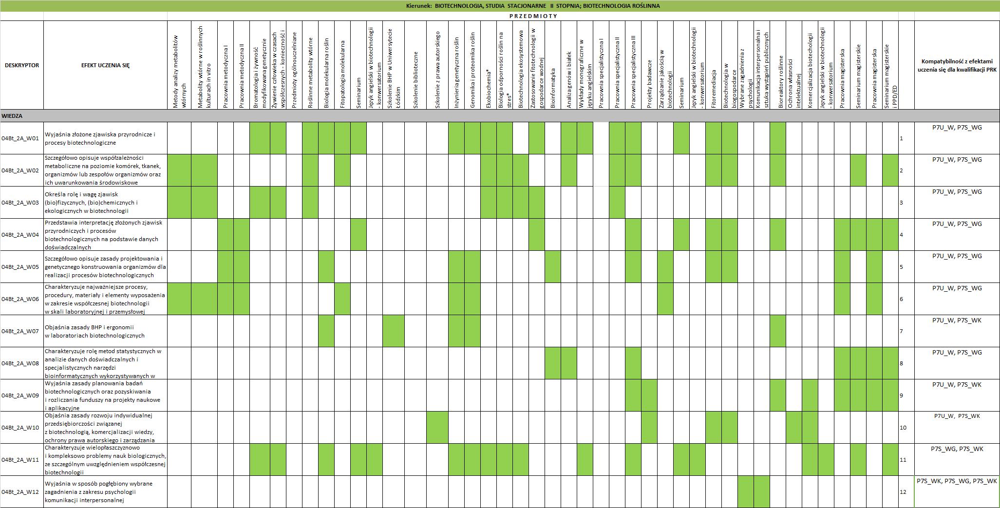 Kierunek: BIOTECHNOLOGIA, STUDIA STACJONARNE II STOPNIA; BIOTECHNOLOGIA ROŚLINNA
PRZEDMIOTY
DESKRYPTOR
EFEKT UCZENIA SIĘ
Metody analizy metabolitów
wtórnych
Metabolity wtórne w roślinnych
kulturach in vitro
Pracownia metodyczna I
Pracownia metodyczna II
Bromatologia i żywność
modyfikowana genetycznie
Żywienie człowieka w czasach
współczesnych - konieczność i
Przedmioty ogólnouczelniane
Roślinne metabolity wtórne
Biologia molekularna roślin
Fitopatologia molekularna
Seminarium
Język angielski w biotechnologii
- konwersatorium
Szkolenie BHP w Uniwersytecie
Łódzkim
Szkolenie biblioteczne
Szkolenie z prawa autorskiego
Inżynieria genetyczna roślin
Genomika i proteomika roślin
Ekobiochemia*
Biologia odporności roślin na
stres*
Biotechnologia ekosystemowa
Zastosowanie fitotechnologii w
gospodarce wodnej
Bioinformatyka
Analiza genów i białek
Wykłady monograficzne w
języku angielskim
Pracownia specjalistyczna I
Pracownia specjalistyczna II
Pracownia specjalistyczna III
Projekty badawcze
Zarządzanie jakością w
biotechnologii
Seminarium
Język angielski w biotechnologii
- konwersatorium
Fitoremediacja
Biotechnologia w
biogospodarce
Wybrane zagadnienia z
psychologii
Komunikacja interpersonalna i
sztuka wystąpień publicznych
Bioreaktory roślinne
Ochrona własności
intelektualnej
Komercjalizacja biotechologii
Język angielski w biotechnologii
- konwersatorium
Pracownia magisterska
Seminarium magisterskie
Pracownia magisterska
Seminarium magisterskie
i PPD/ED
Kompatybilność z efektami
uczenia się dla kwalifikacji PRK
WIEDZA
04Bt_2A_W01
Wyjaśnia złożone zjawiska przyrodnicze i
procesy biotechnologiczne
1
P7U_W, P7S_WG
04Bt_2A_W02
Szczegółowo opisuje współzależności
metaboliczne na poziomie komórek, tkanek,
organizmów lub zespołów organizmów oraz
ich uwarunkowania środowiskowe
2
P7U_W, P7S_WG
04Bt_2A_W03
Określa rolę i wagę zjawisk
(bio)fizycznych, (bio)chemicznych i
ekologicznych w biotechnologii
3
P7U_W, P7S_WG
04Bt_2A_W04
Przedstawia interpretację złożonych zjawisk
przyrodniczych i procesów
biotechnologicznych na podstawie danych
doświadczalnych
4
P7U_W, P7S_WG
04Bt_2A_W05
Szczegółowo opisuje zasady projektowania i
genetycznego konstruowania organizmów dla
realizacji procesów biotechnologicznych
5
P7U_W, P7S_WG
04Bt_2A_W06
Charakteryzuje najważniejsze procesy,
procedury, materiały i elementy wyposażenia
w zakresie współczesnej biotechnologii
w skali laboratoryjnej i przemysłowej
6
P7U_W, P7S_WG
04Bt_2A_W07
Objaśnia zasady BHP i ergonomii
w laboratoriach biotechnologicznych
7
P7U_W, P7S_WK
04Bt_2A_W08
Charakteryzuje rolę metod statystycznych w
analizie danych doświadczalnych i
specjalistycznych narzędzi
bioinformatycznych wykorzystywanych w
8
P7U_W, P7S_WG
04Bt_2A_W09
Wyjaśnia zasady planowania badań
biotechnologicznych oraz pozyskiwania
i rozliczania funduszy na projekty naukowe
i aplikacyjne
9
P7U_W, P7S_WK
04Bt_2A_W10
Objaśnia zasady rozwoju indywidualnej
przedsiębiorczości związanej
z biotechnologią, komercjalizacji wiedzy,
ochrony prawa autorskiego i zarządzania
10
P7U_W, P7S_WK
04Bt_2A_W11
Charakteryzuje wielopłaszczyznowo
i kompleksowo problemy nauk biologicznych,
ze szczególnym uwzględnieniem współczesnej
biotechnologii
11
P7S_WG, P7S_WK
04Bt_2A_W12
Wyjaśnia w sposób pogłębiony wybrane
zagadnienia z zakresu psychologii
komunikacji interpersonalnej
12
P7S_WK, P7S_WG, P7S_WK